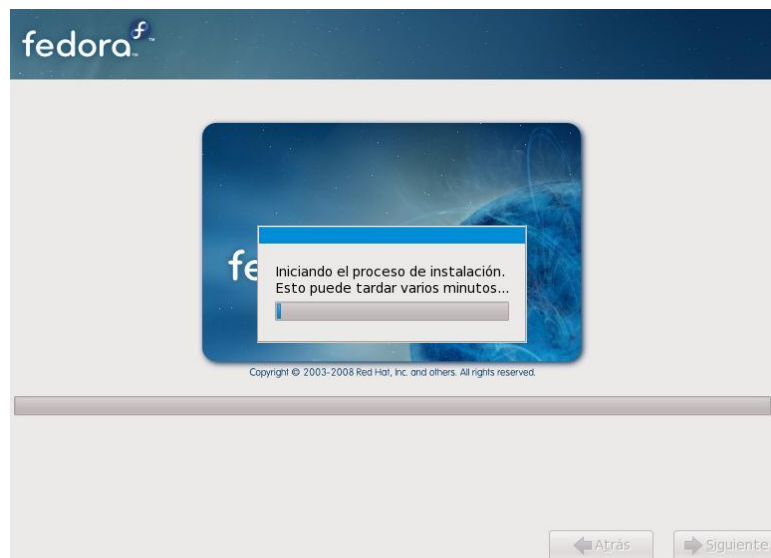 fedora
fe
Iniciando el proceso de instalación.
Esto puede tardar varios minutos...
Copyright © 2003-2008 Red Hat, Inc. and others. All rights reserved.
Atrás
Siguiente